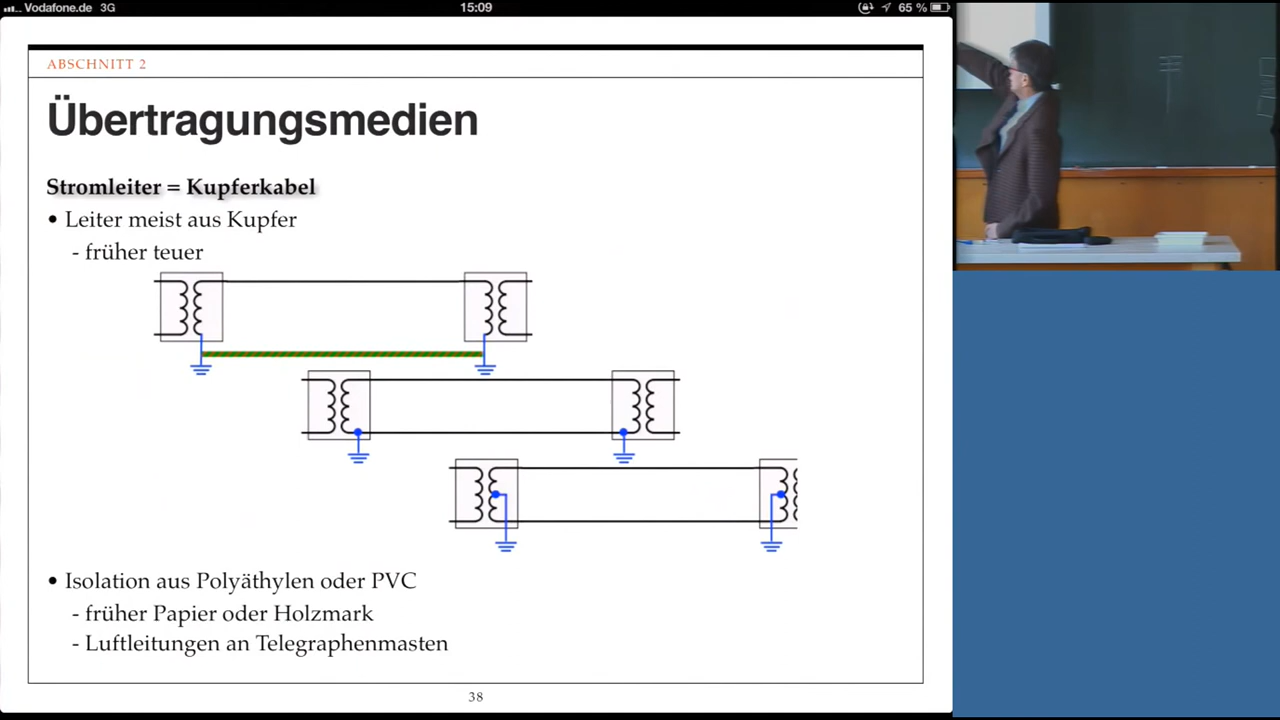 Vodafone.de 3G 15:09 65 %
ABSCHNITT 2
Übertragungsmedien
Stromleiter = Kupferkabel
• Leiter meist aus Kupfer
- früher teuer
• Isolation aus Polyäthylen oder PVC
- früher Papier oder Holzmark
- Luftleitungen an Telegraphenmasten
38